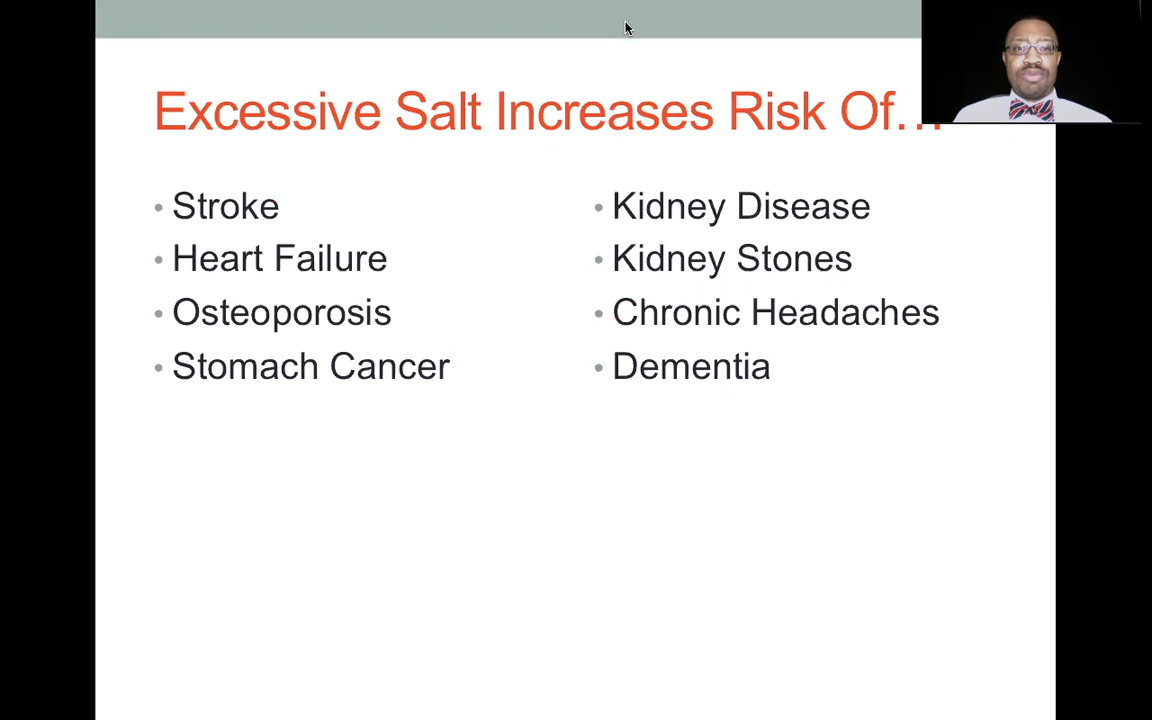 Excessive Salt Increases Risk Of…
• Stroke
• Heart Failure
• Osteoporosis
• Stomach Cancer
• Kidney Disease
• Kidney Stones
• Chronic Headaches
• Dementia